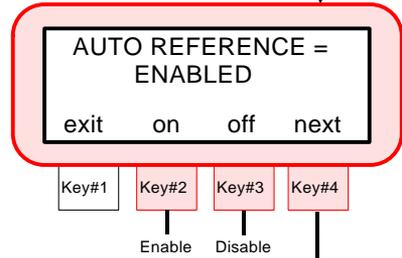 AUTO REFERENCE =
ENABLED
exit on off next
Key#1 Key#2 Key#3 Key#4
Enable Disable